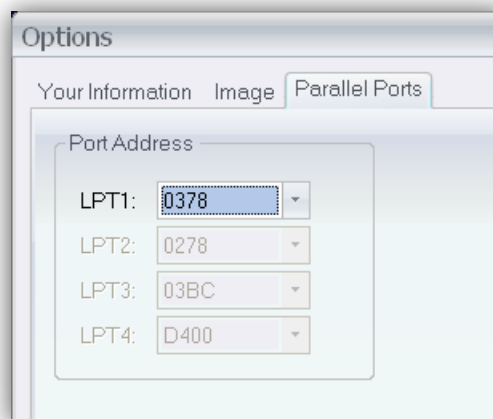 Options
Your Information Image Parallel Ports
Port Address
LPT1: 0378
LPT2: 0278
LPT3: 03BC
LPT4: D400